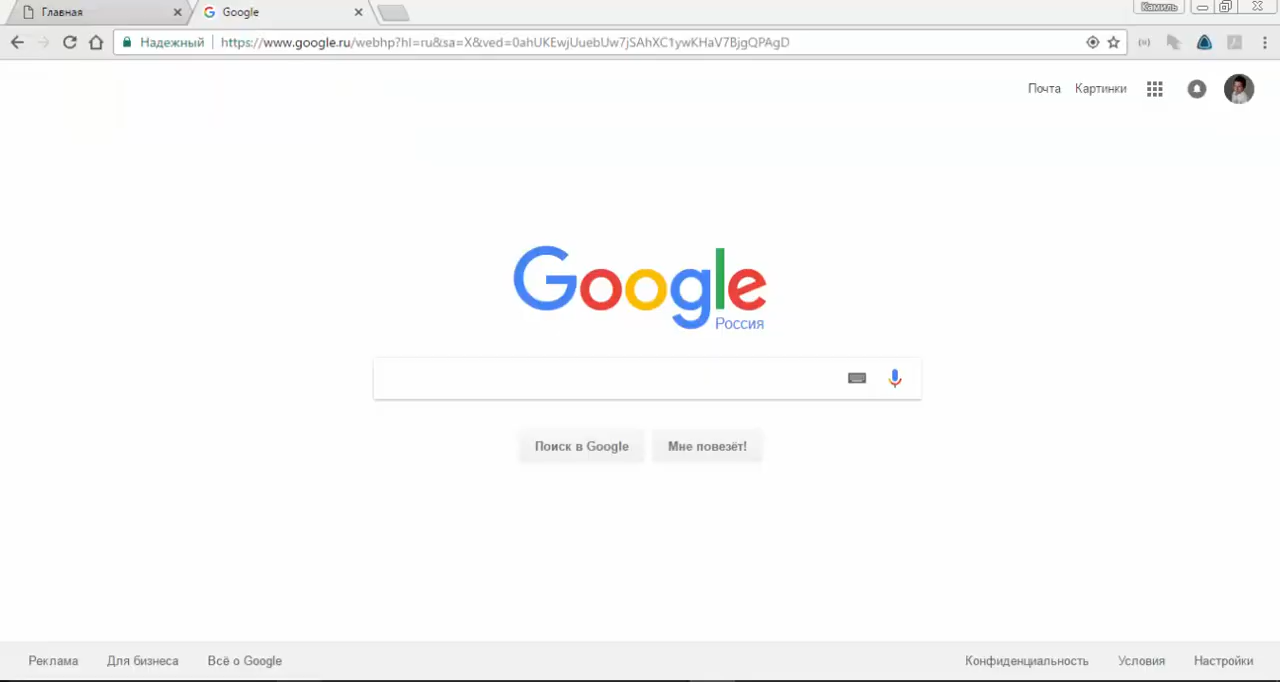 Главная
Google
Камиль
Надежный
https://www.google.ru/webhp?hl=ru&sa=X&ved=0ahUKEwjUuebUw7jSAhXC1ywKHaV7BjgQPAgD
Почта Картинки
Google
Россия
Поиск в Google
Мне повезёт!
Реклама Для бизнеса Всё о Google
Конфиденциальность Условия Настройки